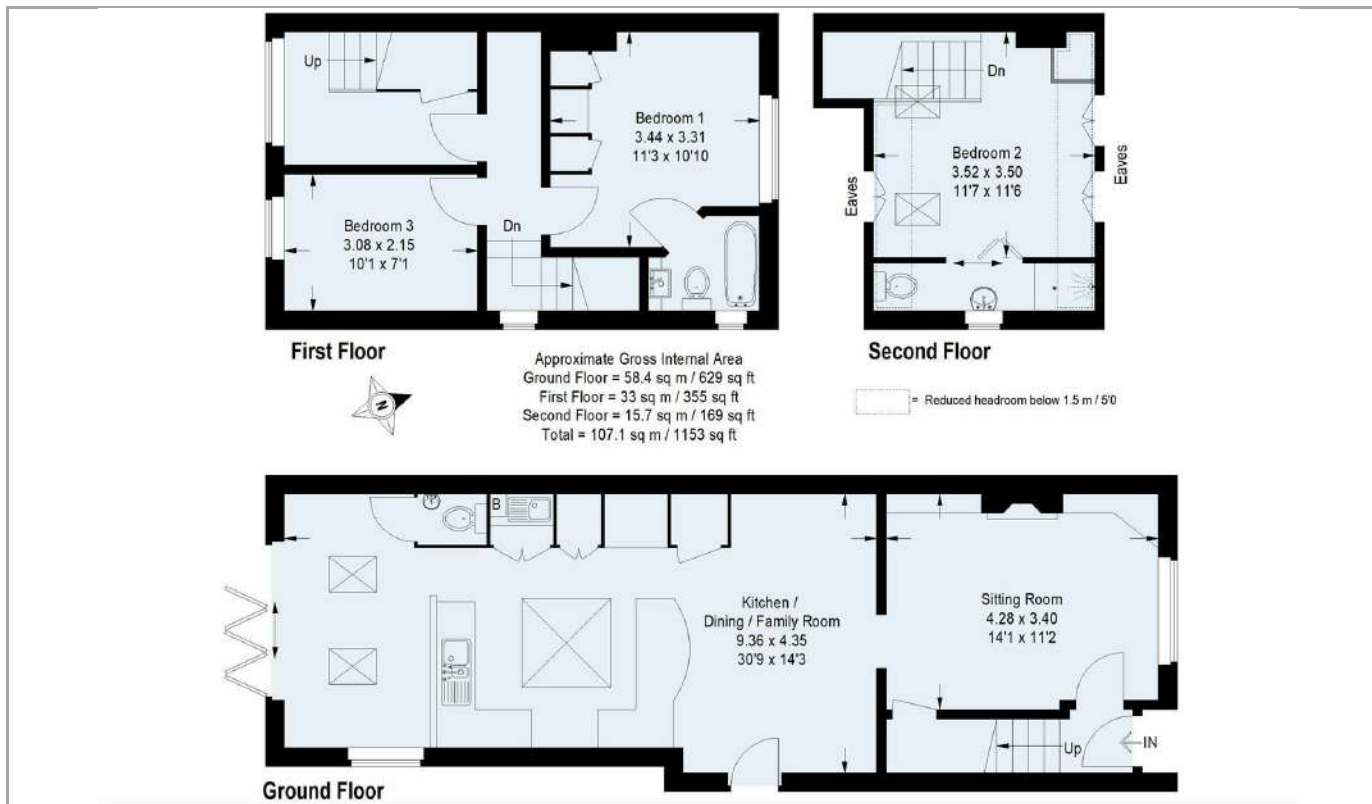 Up
Dn
Bedroom 1
3.44 x 3.31
11'3 x 10'10
Bedroom 3
3.08 x 2.15
10'1 x 7'1
Dn
Bedroom 2
3.52 x 3.50
11'7 x 11'6
Eaves
Eaves
First Floor
Second Floor
N
Approximate Gross Internal Area
Ground Floor = 58.4 sq m / 629 sq ft
First Floor = 33 sq m / 355 sq ft
Second Floor = 15.7 sq m / 169 sq ft
Total = 107.1 sq m / 1153 sq ft
= Reduced headroom below 1.5 m / 5'0
B
Kitchen /
Dining / Family Room
9.36 x 4.35
30'9 x 14'3
Sitting Room
4.28 x 3.40
14'1 x 11'2
Up
IN
Ground Floor